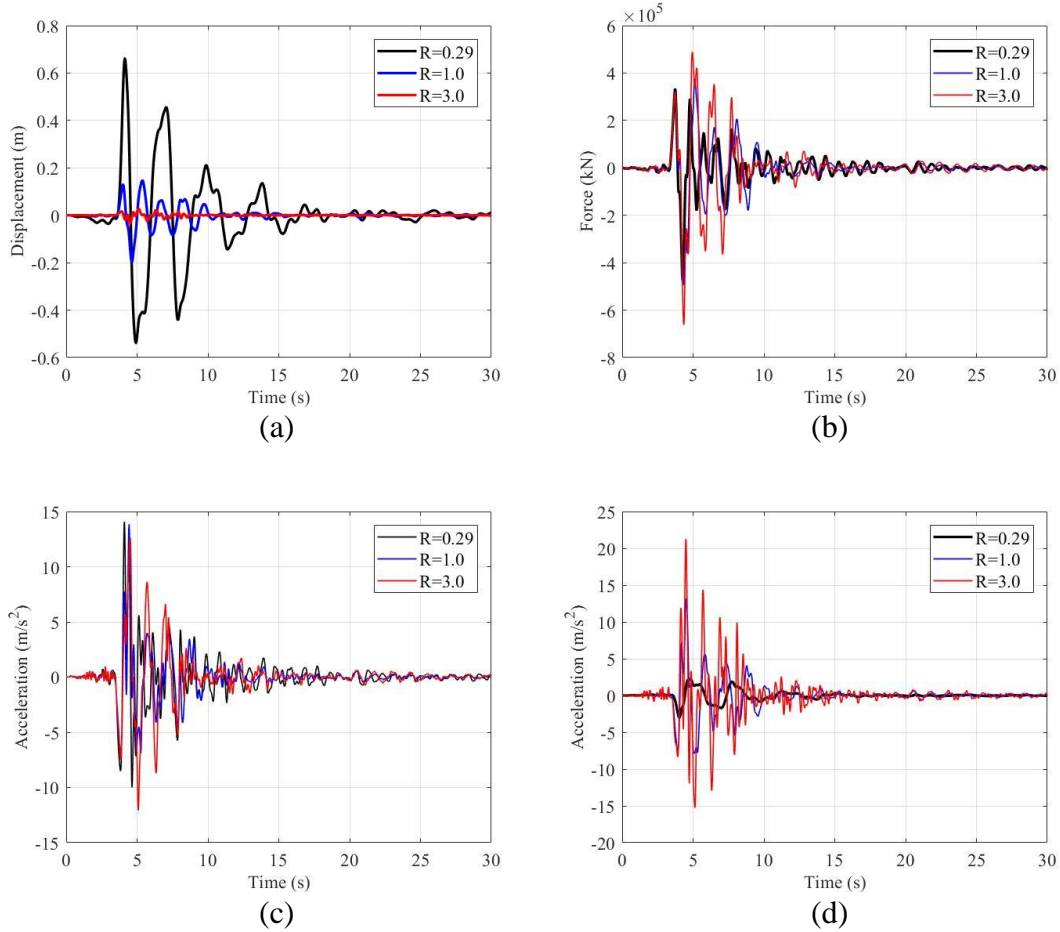 0.8
0.6
0.4
0.2
0
-0.2
-0.4
-0.6
Displacement (m)
R=0.29
R=1.0
R=3.0
0 5 10 15 20 25 30
Time (s)
(a)
×10⁵
6
4
2
0
-2
-4
-6
-8
Force (kN)
R=0.29
R=1.0
R=3.0
0 5 10 15 20 25 30
Time (s)
(b)
15
10
5
0
-5
-10
-15
Acceleration (m/s²)
R=0.29
R=1.0
R=3.0
0 5 10 15 20 25 30
Time (s)
(c)
25
20
15
10
5
0
-5
-10
-15
-20
Acceleration (m/s²)
R=0.29
R=1.0
R=3.0
0 5 10 15 20 25 30
Time (s)
(d)